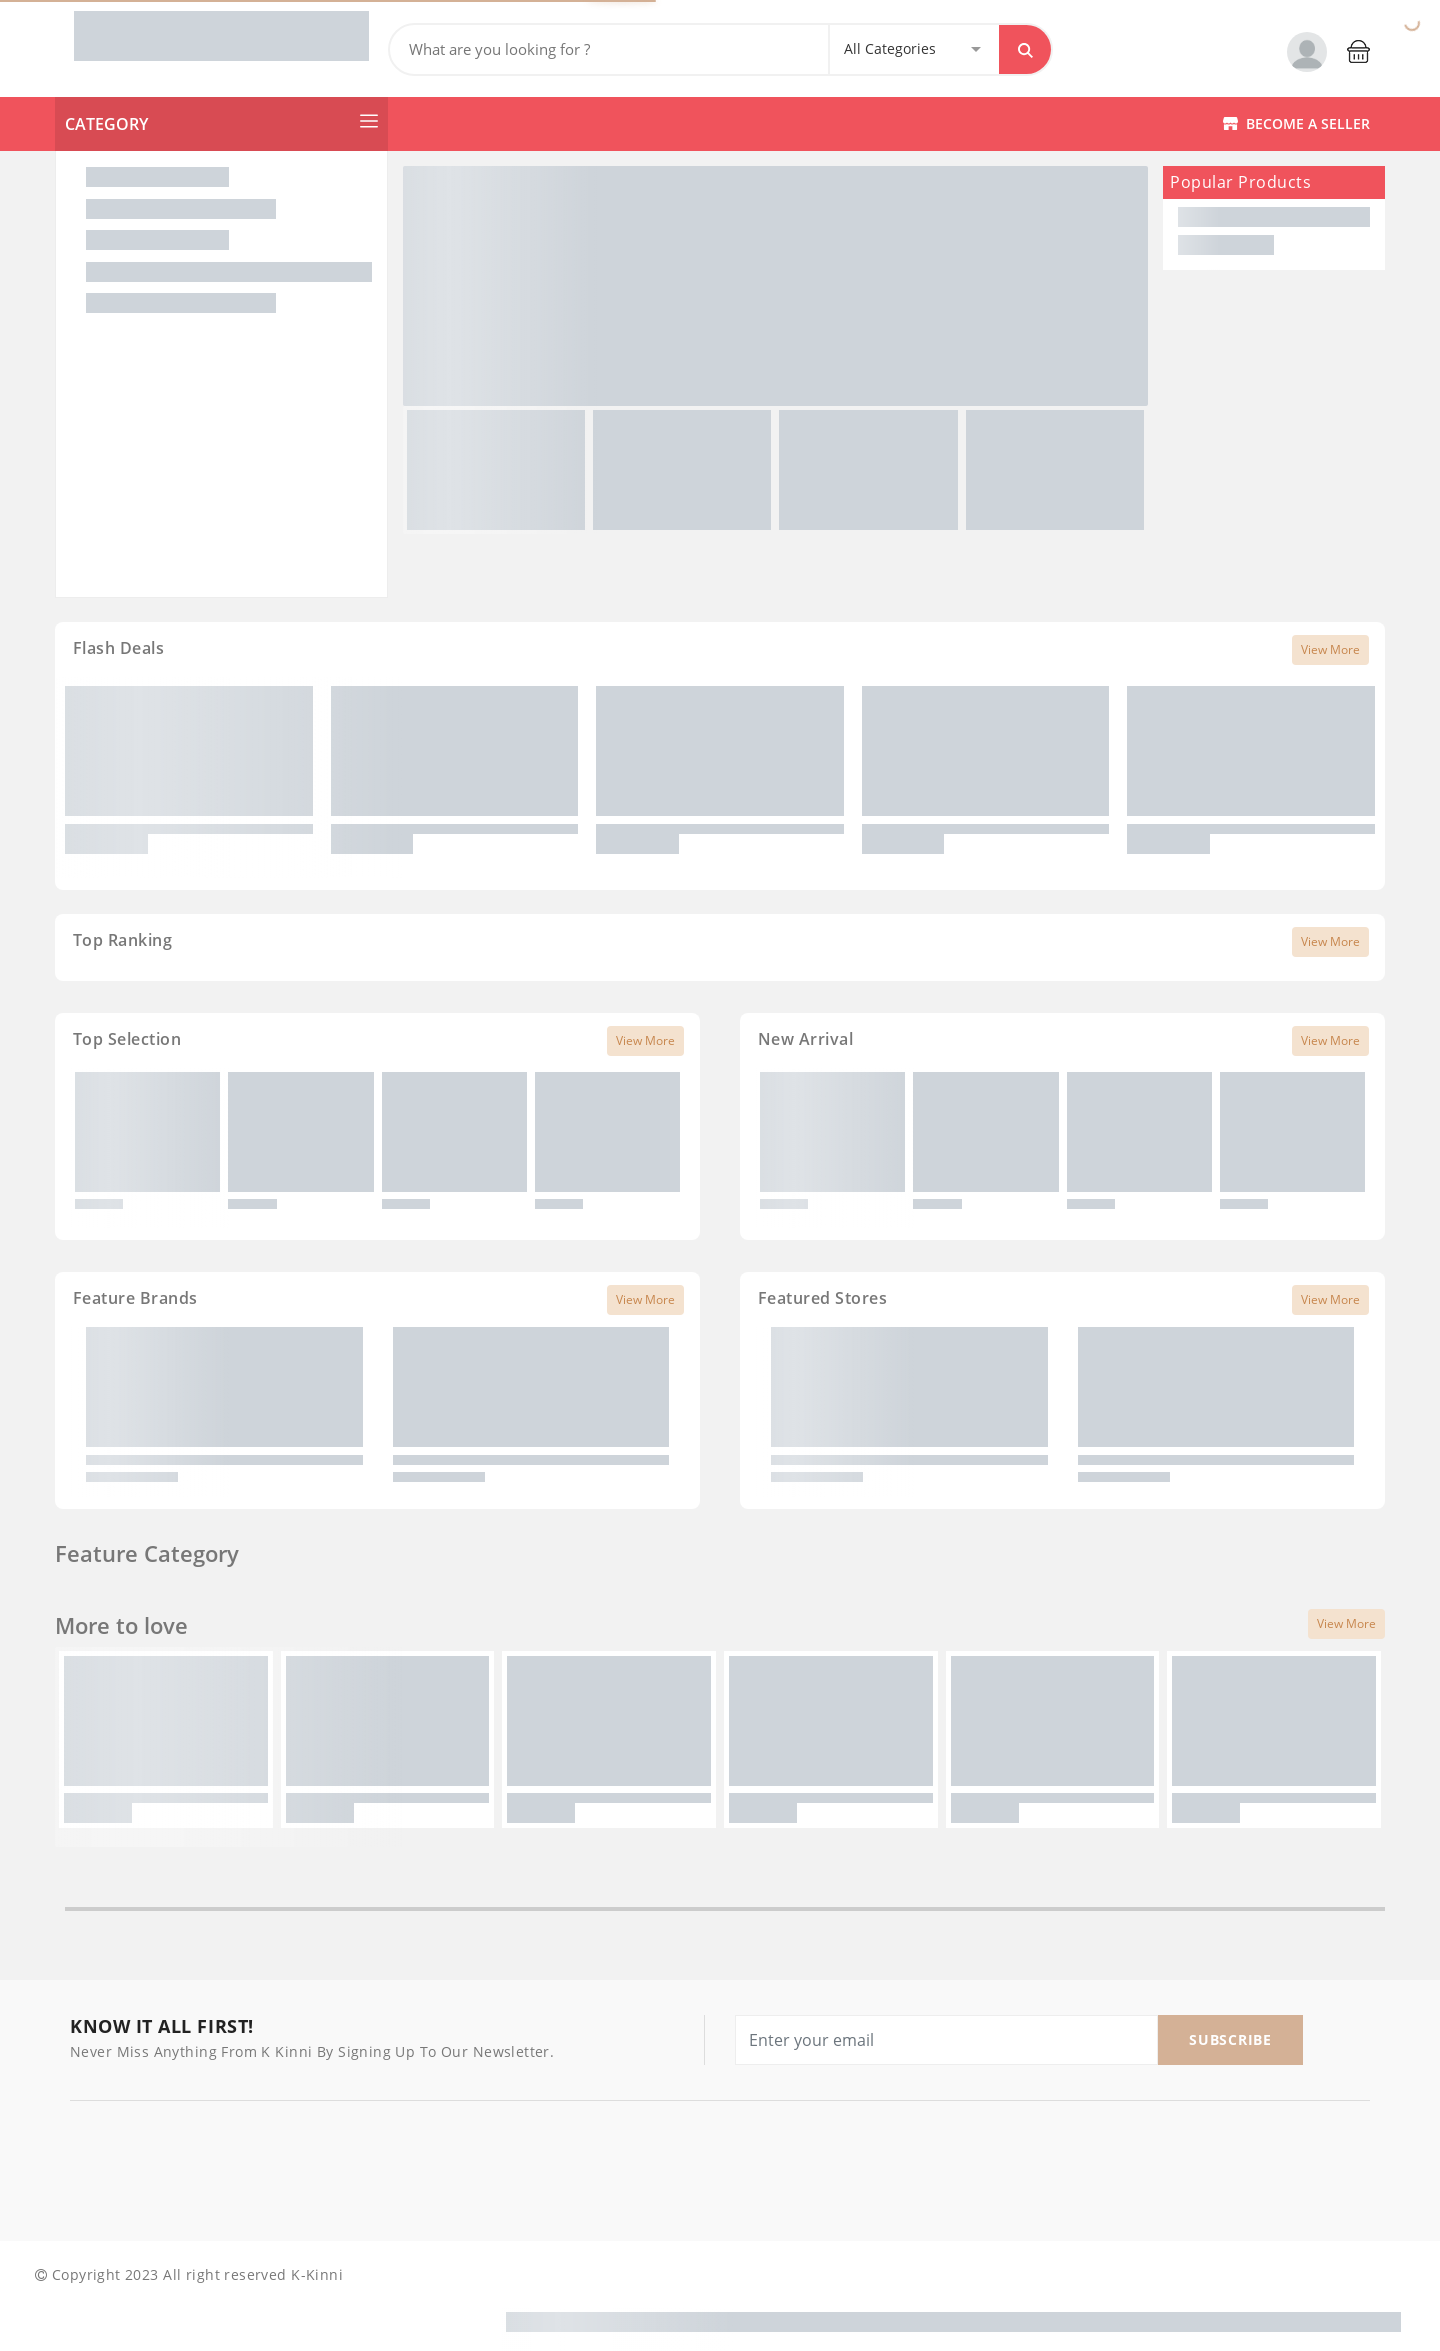 What are you looking for ?
All Categories
CATEGORY
BECOME A SELLER
Popular Products
Flash Deals
View More
Top Ranking
View More
Top Selection
View More
New Arrival
View More
Feature Brands
View More
Featured Stores
View More
Feature Category
More to love
View More
KNOW IT ALL FIRST!
Never Miss Anything From K Kinni By Signing Up To Our Newsletter.
Enter your email
SUBSCRIBE
© Copyright 2023 All right reserved K-Kinni